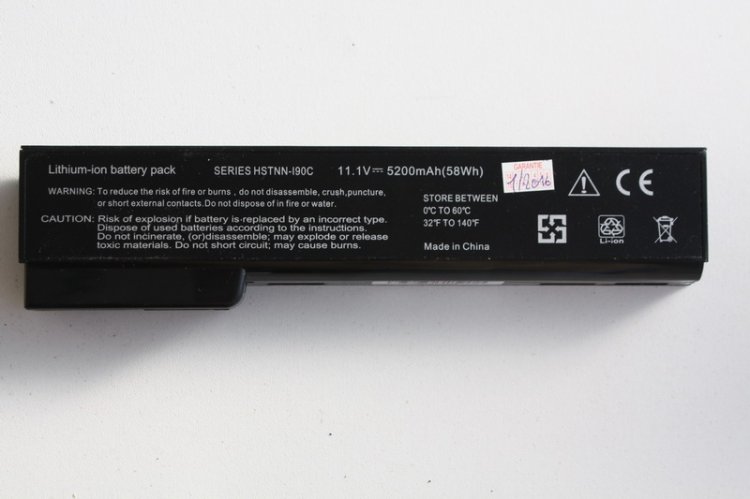 Lithium-ion battery pack SERIES HSTNN-I90C 11.1V⎓ 5200mAh(58Wh)
GARANTIE
1/2016
WARNING: To reduce the risk of fire or burns , do not disassemble, crush,puncture,
or short external contacts.Do not dispose of in fire or water.
CAUTION: Risk of explosion if battery is replaced by an incorrect type.
Dispose of used batteries according to the instructions.
Do not incinerate, (or)disassemble; may explode or release
toxic materials. Do not short circuit; may cause burns.
STORE BETWEEN
0℃ TO 60℃
32℉ TO 140℉
Made in China
CE
Li-ion